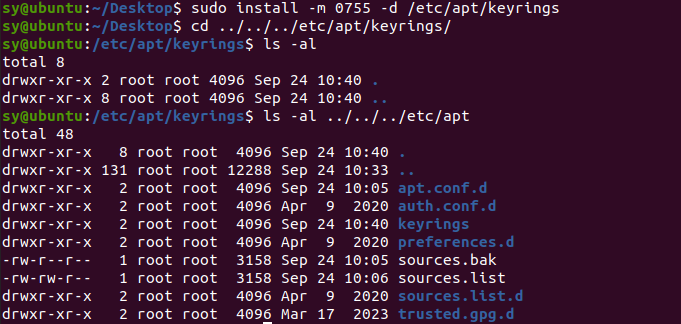 sy@ubuntu:~/Desktop$ sudo install -m 0755 -d /etc/apt/keyrings
sy@ubuntu:~/Desktop$ cd ../../../etc/apt/keyrings/
sy@ubuntu:/etc/apt/keyrings$ ls -al
total 8
drwxr-xr-x 2 root root 4096 Sep 24 10:40 .
drwxr-xr-x 8 root root 4096 Sep 24 10:40 ..
sy@ubuntu:/etc/apt/keyrings$ ls -al ../../../etc/apt
total 48
drwxr-xr-x   8 root root  4096 Sep 24 10:40 .
drwxr-xr-x 131 root root 12288 Sep 24 10:33 ..
drwxr-xr-x   2 root root  4096 Sep 24 10:05 apt.conf.d
drwxr-xr-x   2 root root  4096 Apr  9  2020 auth.conf.d
drwxr-xr-x   2 root root  4096 Sep 24 10:40 keyrings
drwxr-xr-x   2 root root  4096 Apr  9  2020 preferences.d
-rw-r--r--   1 root root  3158 Sep 24 10:05 sources.bak
-rw-rw-r--   1 root root  3158 Sep 24 10:06 sources.list
drwxr-xr-x   2 root root  4096 Apr  9  2020 sources.list.d
drwxr-xr-x   2 root root  4096 Mar 17  2023 trusted.gpg.d